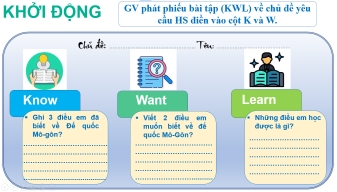 KHỞI ĐỘNG
GV phát phiếu bài tập (KWL) về chủ đề yêu
cầu HS điền vào cột K và W.
Chủ đề: ........................................ Tên: ........................
Know
Want
Learn
• Ghi 3 điều em đã
biết về Đế quốc
Mô-gôn?
• Viết 2 điều em
muốn biết về đế
quốc Mô-Gôn?
• Những điều em học
được là gì?